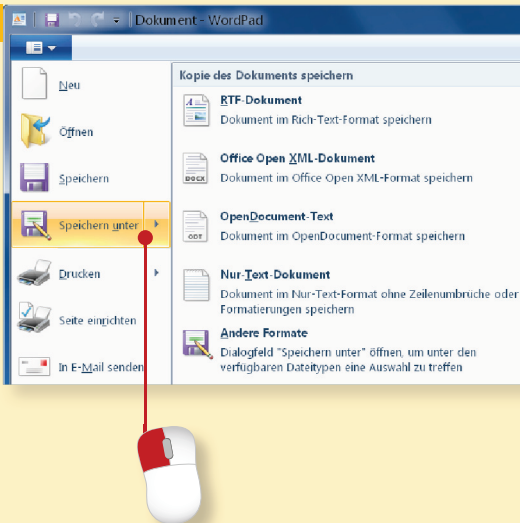 Dokument - WordPad
Neu
Öffnen
Speichern
Speichern unter
Drucken
Seite einrichten
In E-Mail senden
Kopie des Dokuments speichern
RTF-Dokument
Dokument im Rich-Text-Format speichern
DOCX
Office Open XML-Dokument
Dokument im Office Open XML-Format speichern
ODT
OpenDocument-Text
Dokument im OpenDocument-Format speichern
Nur-Text-Dokument
Dokument im Nur-Text-Format ohne Zeilenumbrüche oder
Formatierungen speichern
Andere Formate
Dialogfeld "Speichern unter" öffnen, um unter den
verfügbaren Dateitypen eine Auswahl zu treffen